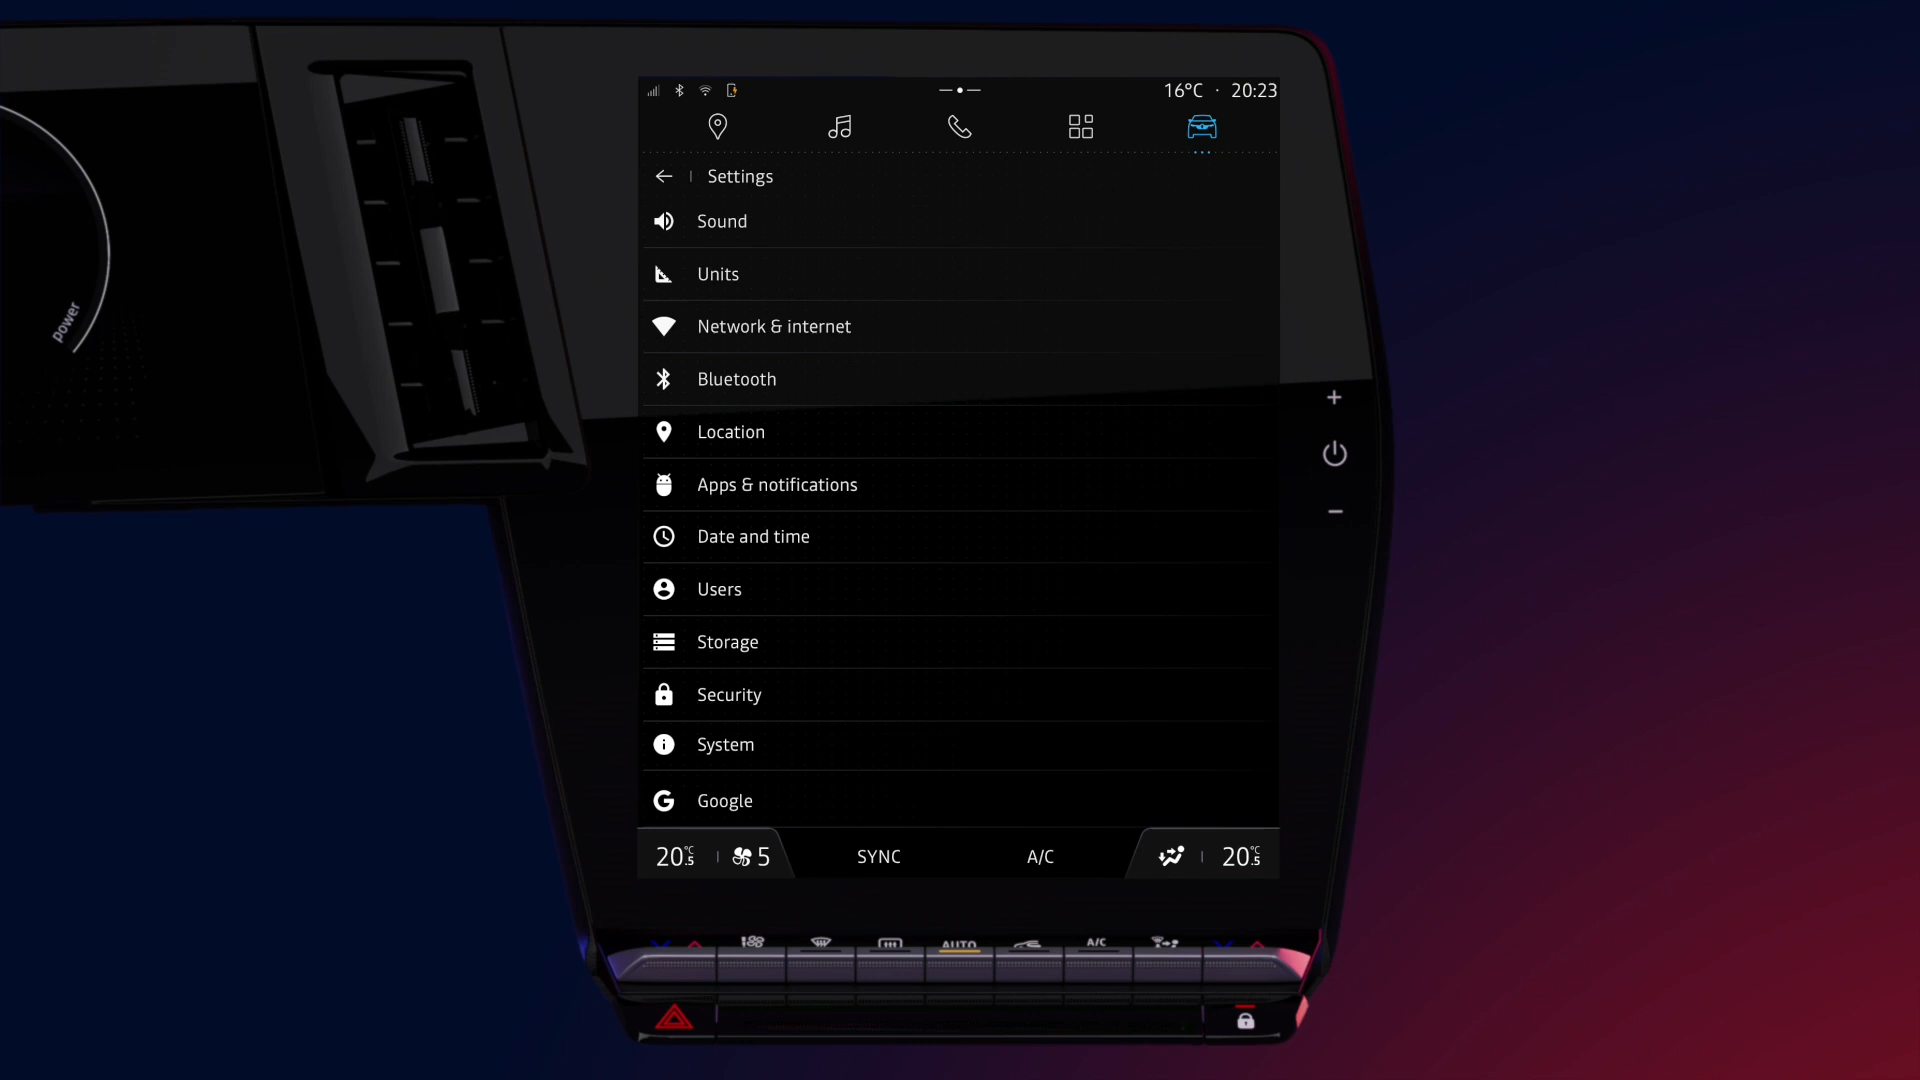 16°C · 20:23
Settings
Sound
Units
Network & internet
Bluetooth
Location
Apps & notifications
Date and time
Users
Storage
Security
System
Google
20.5°C 5 SYNC A/C 20.5°C
AUTO A/C
power